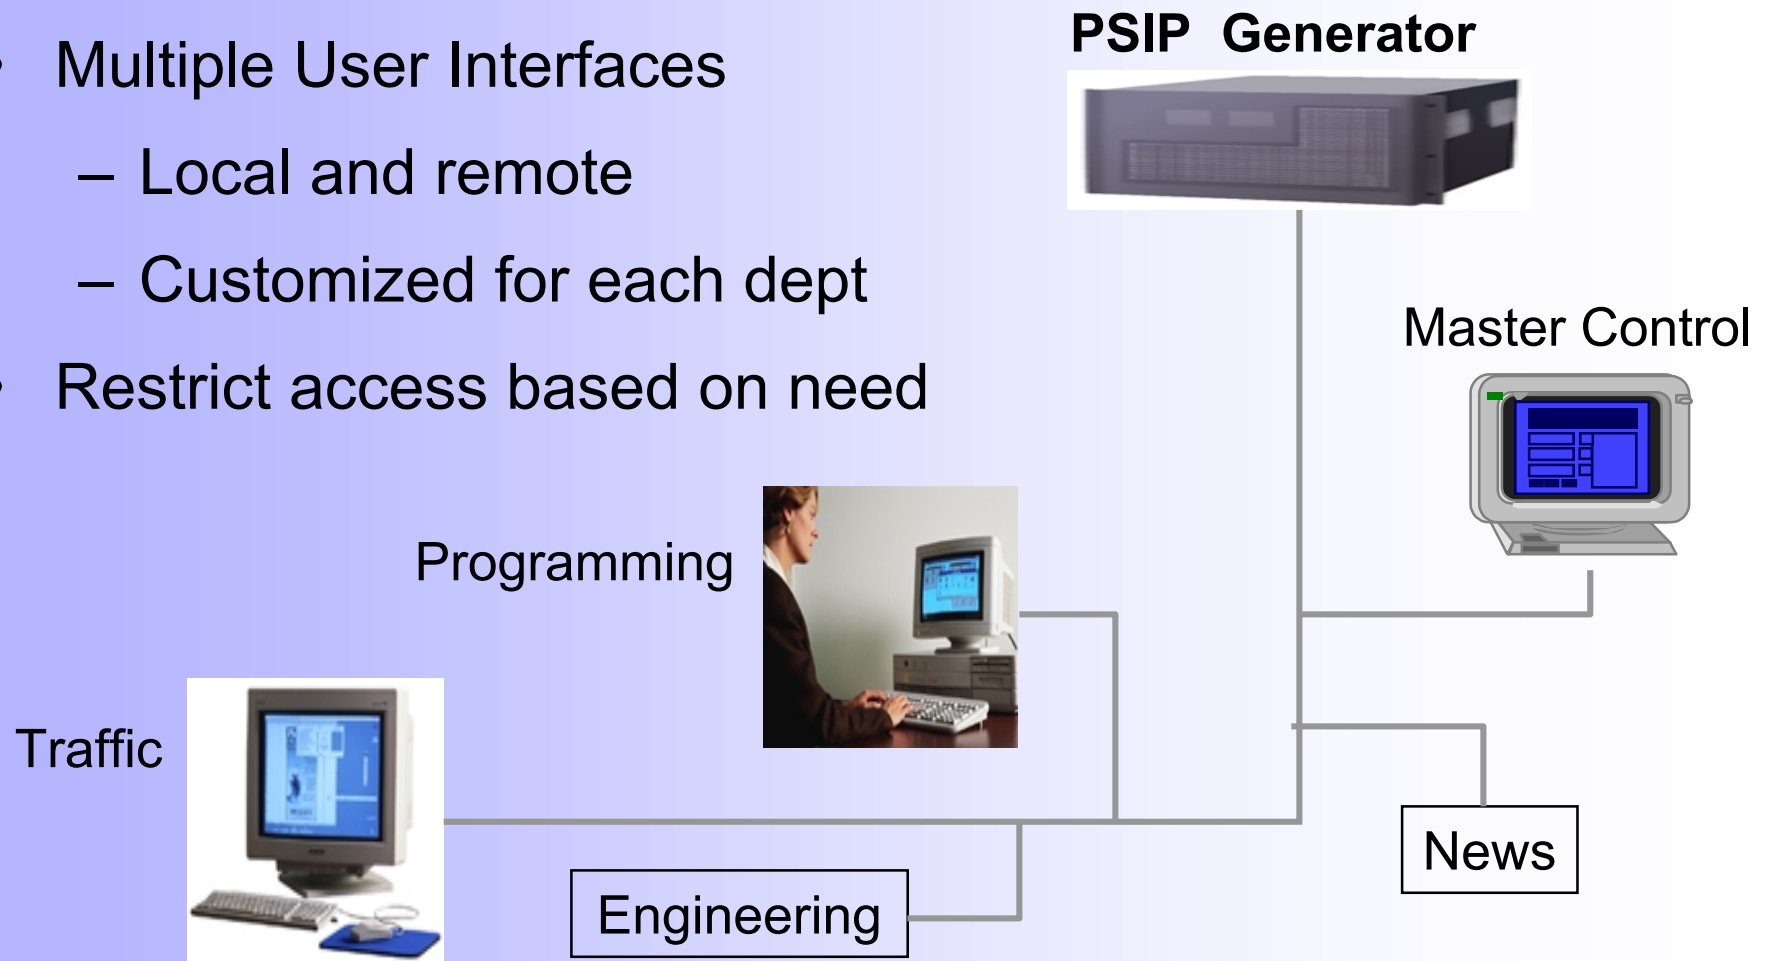 • Multiple User Interfaces
– Local and remote
– Customized for each dept
• Restrict access based on need
PSIP Generator
Master Control
Programming
Traffic
Engineering
News